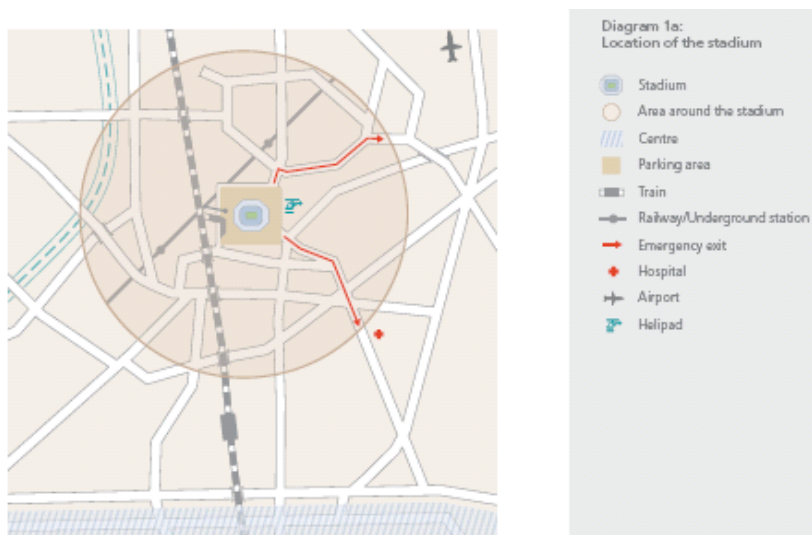 Diagram 1a:
Location of the stadium
Stadium
Area around the stadium
Centre
Parking area
Train
Railway/Underground station
Emergency exit
Hospital
Airport
Helipad